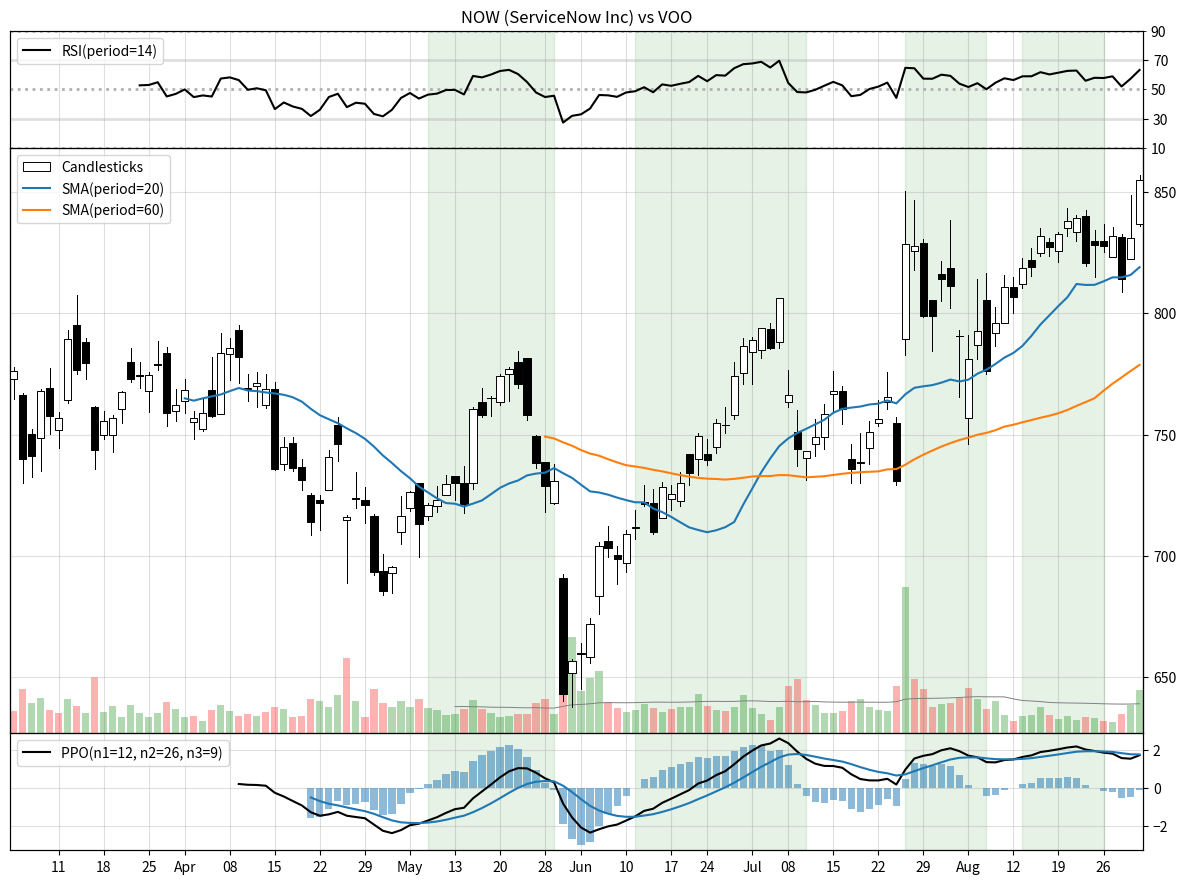 NOW (ServiceNow Inc) vs VOO
RSI(period=14)
90
70
50
30
10
Candlesticks
SMA(period=20)
SMA(period=60)
850
800
750
700
650
PPO(n1=12, n2=26, n3=9)
2
0
−2
11 18 25 Apr 08 15 22 29 May 13 20 28 Jun 10 17 24 Jul 08 15 22 29 Aug 12 19 26